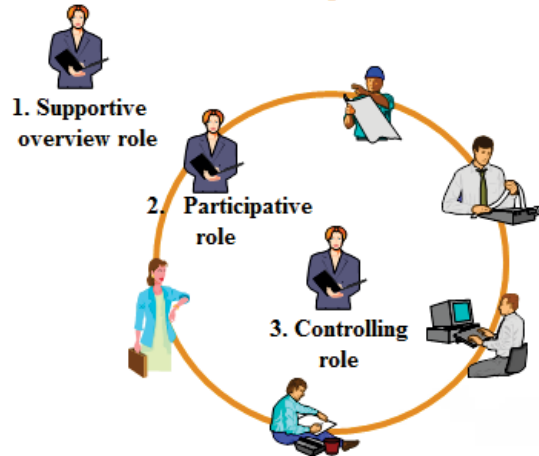 1. Supportive
overview role
2. Participative
role
3. Controlling
role